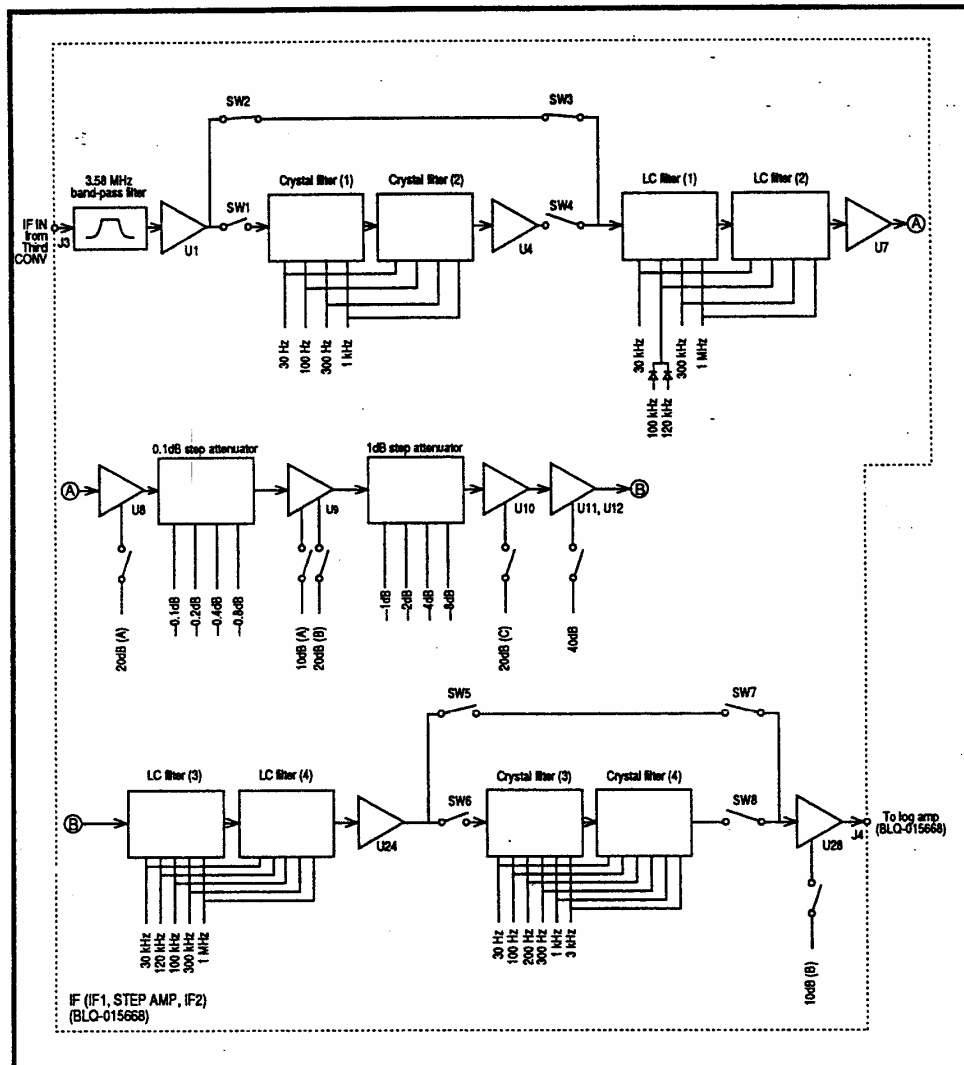 SW2
SW3
3.58 MHz
band-pass filter
Crystal filter (1)
Crystal filter (2)
LC filter (1)
LC filter (2)
IF IN
from
Third
CONV
J3
U1
SW1
U4
SW4
U7
A
30 Hz
100 Hz
300 Hz
1 kHz
30 kHz
100 kHz
120 kHz
300 kHz
1 MHz
0.1dB step attenuator
1dB step attenuator
A
U8
U9
U10
U11, U12
B
20dB (A)
—0.1dB
—0.2dB
—0.4dB
—0.8dB
10dB (A)
20dB (B)
—1dB
—2dB
—4dB
—8dB
20dB (C)
40dB
SW5
SW7
LC filter (3)
LC filter (4)
Crystal filter (3)
Crystal filter (4)
B
U24
SW6
SW8
U26
J4
To log amp
(BLQ-015668)
30 kHz
120 kHz
100 kHz
300 kHz
1 MHz
30 Hz
100 Hz
200 Hz
300 Hz
1 kHz
3 kHz
10dB (B)
IF (IF1, STEP AMP, IF2)
(BLQ-015668)